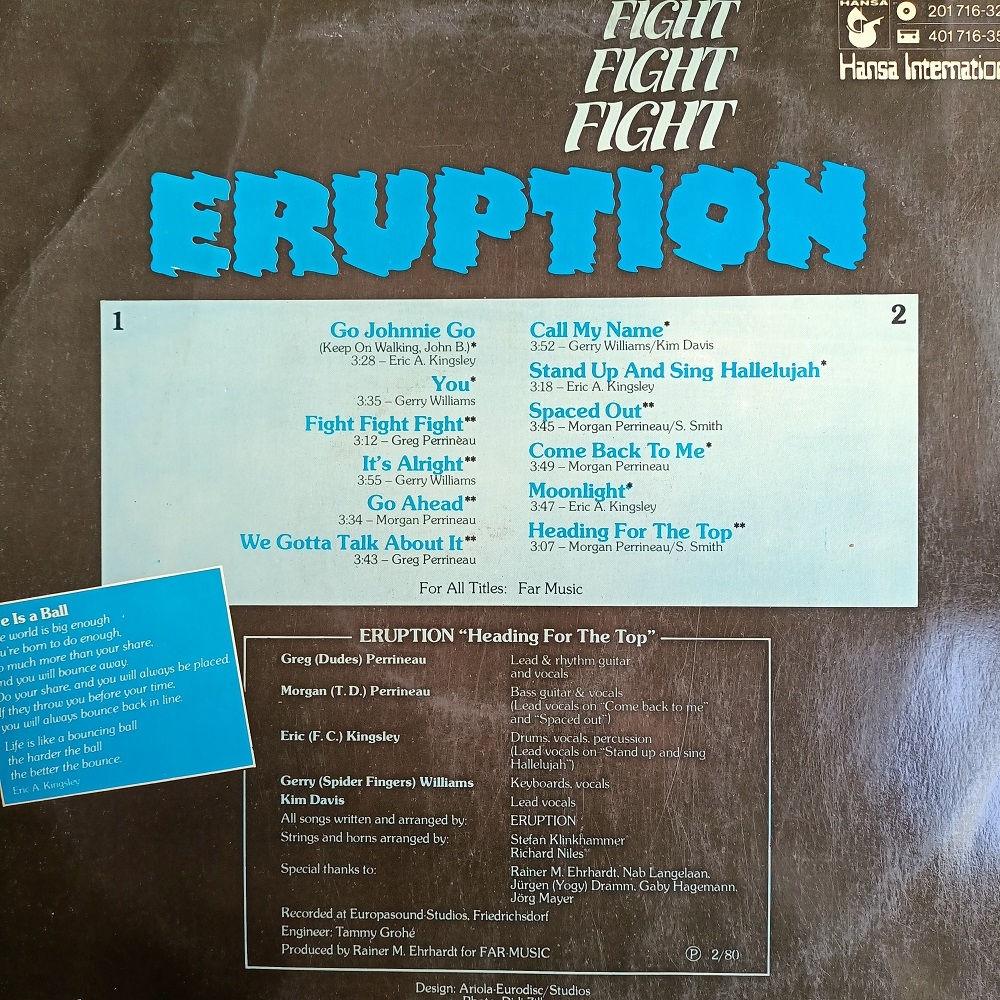 FIGHT
FIGHT
FIGHT
HANSA
201 716-32
401 716-35
Hansa Internatio
ERUPTION
1
Go Johnnie Go
(Keep On Walking, John B.)*
3:28 – Eric A. Kingsley
You*
3:35 – Gerry Williams
Fight Fight Fight**
3:12 – Greg Perrineau
It's Alright**
3:55 – Gerry Williams
Go Ahead**
3:34 – Morgan Perrineau
We Gotta Talk About It**
3:43 – Greg Perrineau
2
Call My Name*
3:52 – Gerry Williams/Kim Davis
Stand Up And Sing Hallelujah*
3:18 – Eric A. Kingsley
Spaced Out**
3:45 – Morgan Perrineau/S. Smith
Come Back To Me*
3:49 – Morgan Perrineau
Moonlight*
3:47 – Eric A. Kingsley
Heading For The Top**
3:07 – Morgan Perrineau/S. Smith
For All Titles: Far Music
e Is a Ball
e world is big enough
u're born to do enough,
o much more than your share,
nd you will bounce away.
Do your share, and you will always be placed.
If they throw you before your time,
you will always bounce back in line.
Life is like a bouncing ball
the harder the ball
the better the bounce.
Eric A. Kingsley
ERUPTION “Heading For The Top”
Greg (Dudes) Perrineau Lead & rhythm guitar
and vocals
Morgan (T. D.) Perrineau Bass guitar & vocals
(Lead vocals on “Come back to me”
and “Spaced out”)
Eric (F. C.) Kingsley Drums, vocals, percussion
(Lead vocals on “Stand up and sing
Hallelujah”)
Gerry (Spider Fingers) Williams Keyboards, vocals
Kim Davis Lead vocals
All songs written and arranged by: ERUPTION
Strings and horns arranged by: Stefan Klinkhammer*
Richard Niles**
Special thanks to: Rainer M. Ehrhardt, Nab Langelaan,
Jürgen (Yogy) Dramm, Gaby Hagemann,
Jörg Mayer
Recorded at Europasound-Studios, Friedrichsdorf
Engineer: Tammy Grohé
Produced by Rainer M. Ehrhardt for FAR-MUSIC ℗ 2/80
Design: Ariola-Eurodisc/Studios